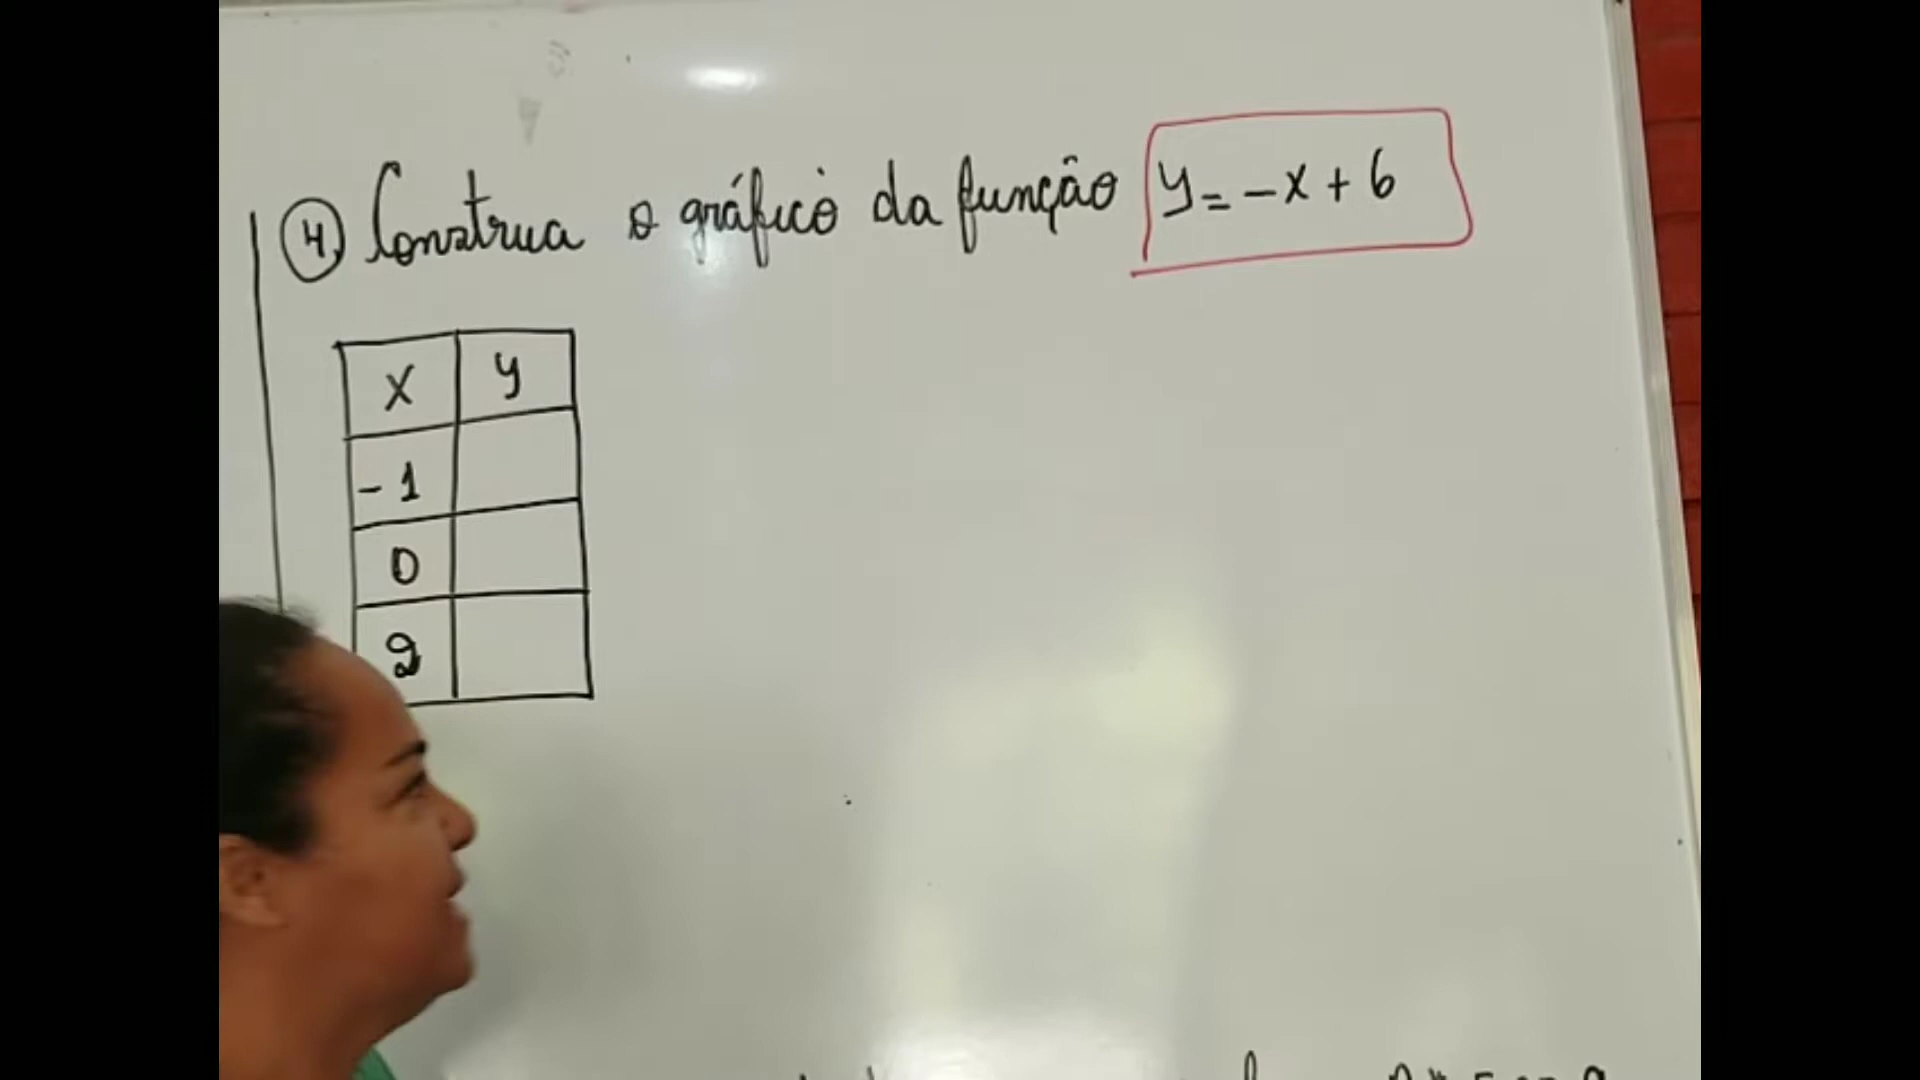 4) Construa o gráfico da função y = -x + 6
x y
-1
0
2